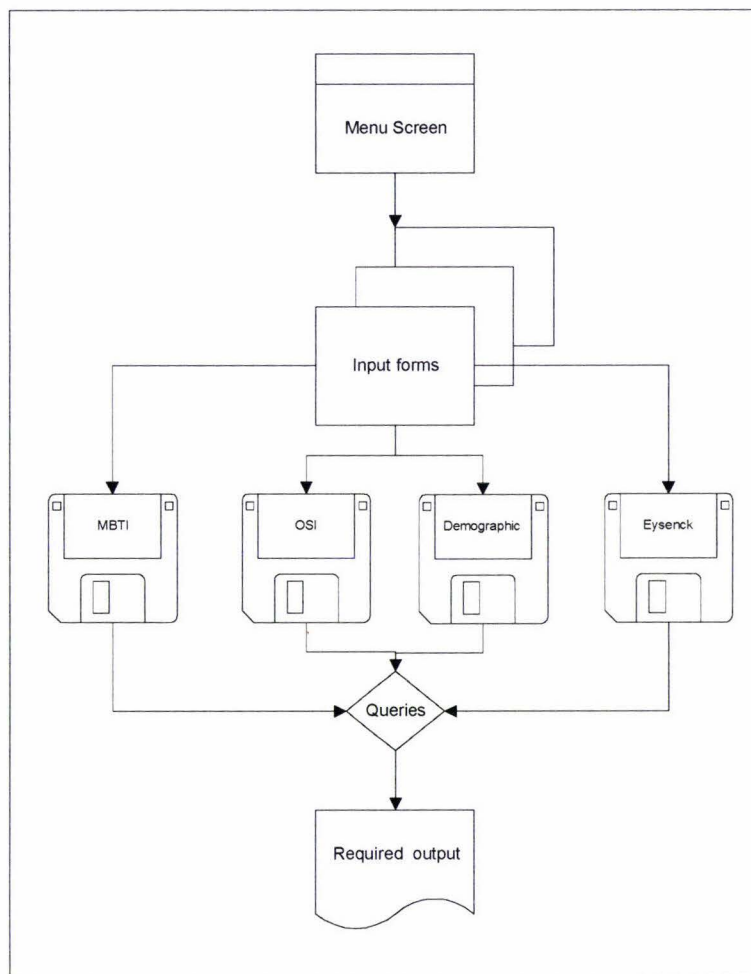 Menu Screen
Input forms
MBTI
OSI
Demographic
Eysenck
Queries
Required output